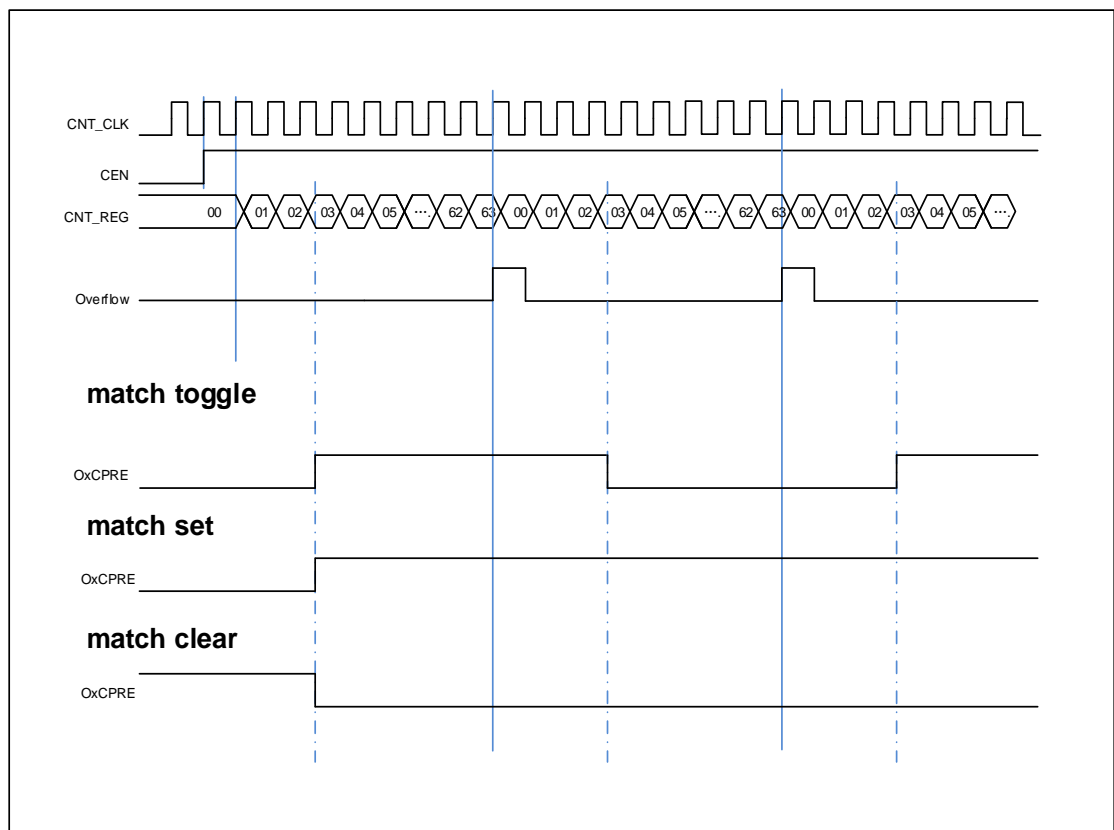 CNT_CLK
CEN
CNT_REG 00 01 02 03 04 05 ···. 62 63 00 01 02 03 04 05 ···. 62 63 00 01 02 03 04 05 ···.
Overflow
match toggle
OxCPRE
match set
OxCPRE
match clear
OxCPRE